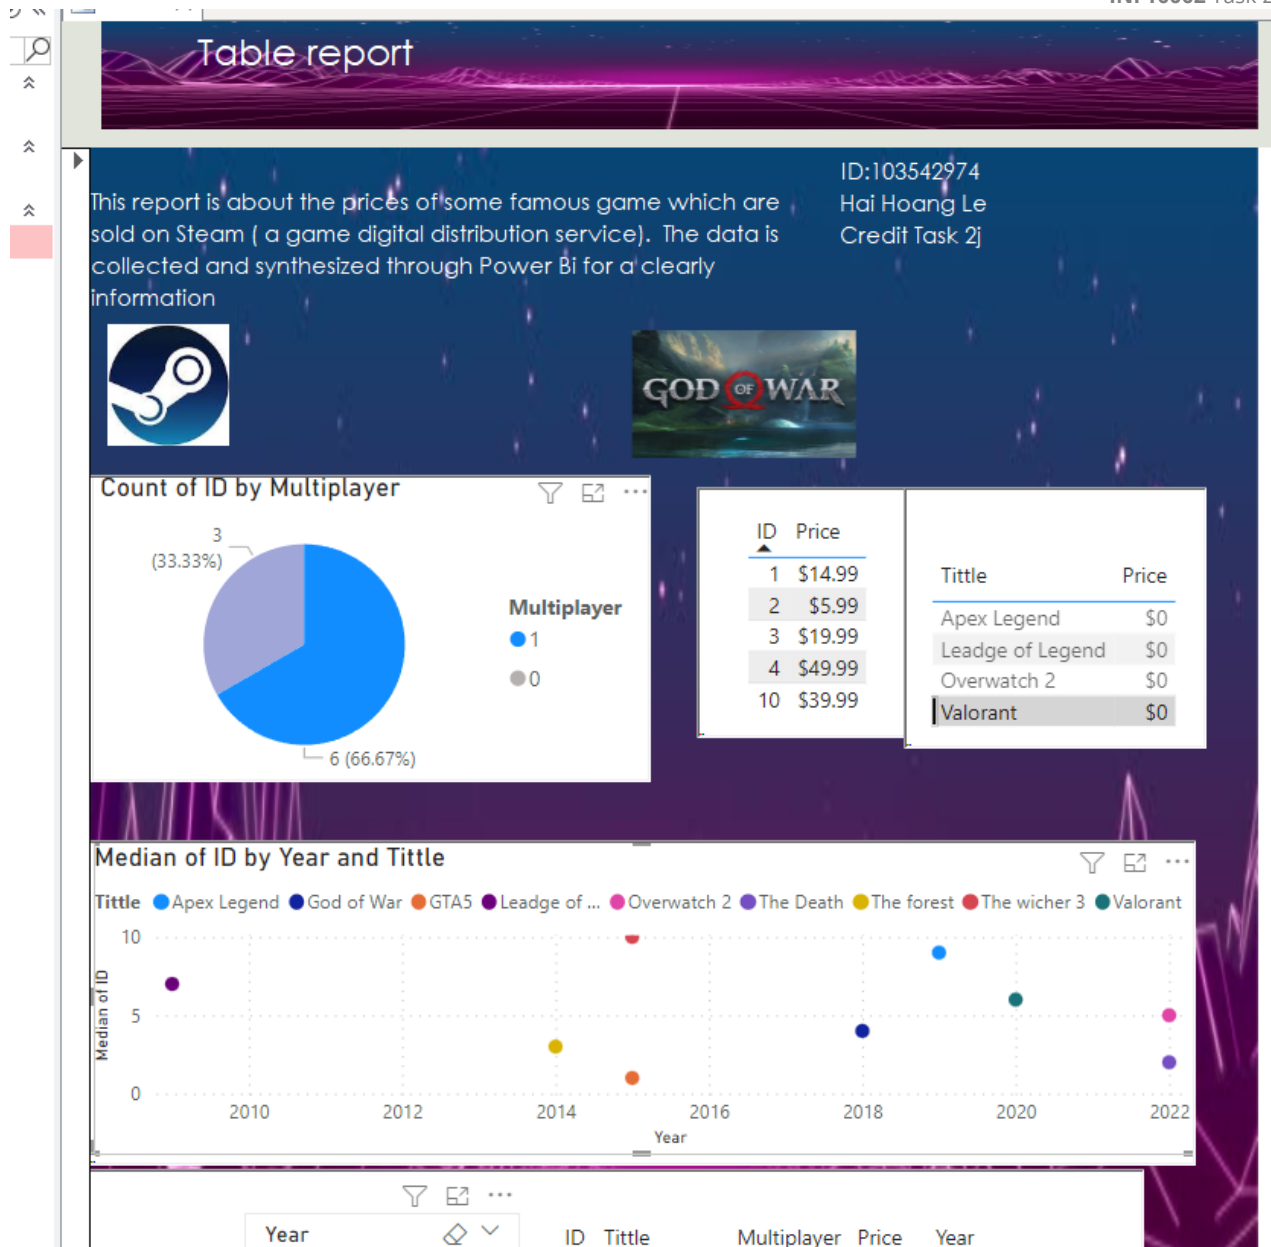 Table report
ID:103542974
Hai Hoang Le
Credit Task 2j
This report is about the prices of some famous game which are
sold on Steam ( a game digital distribution service). The data is
collected and synthesized through Power Bi for a clearly
information
GOD OF WAR
Count of ID by Multiplayer
3
(33.33%)
6 (66.67%)
Multiplayer
1
0
ID Price
1 $14.99
2 $5.99
3 $19.99
4 $49.99
10 $39.99
Tittle Price
Apex Legend $0
Leadge of Legend $0
Overwatch 2 $0
Valorant $0
Median of ID by Year and Tittle
Tittle Apex Legend God of War GTA5 Leadge of ... Overwatch 2 The Death The forest The wicher 3 Valorant
Median of ID
10
5
0
2010 2012 2014 2016 2018 2020 2022
Year
Year
ID Tittle Multiplayer Price Year